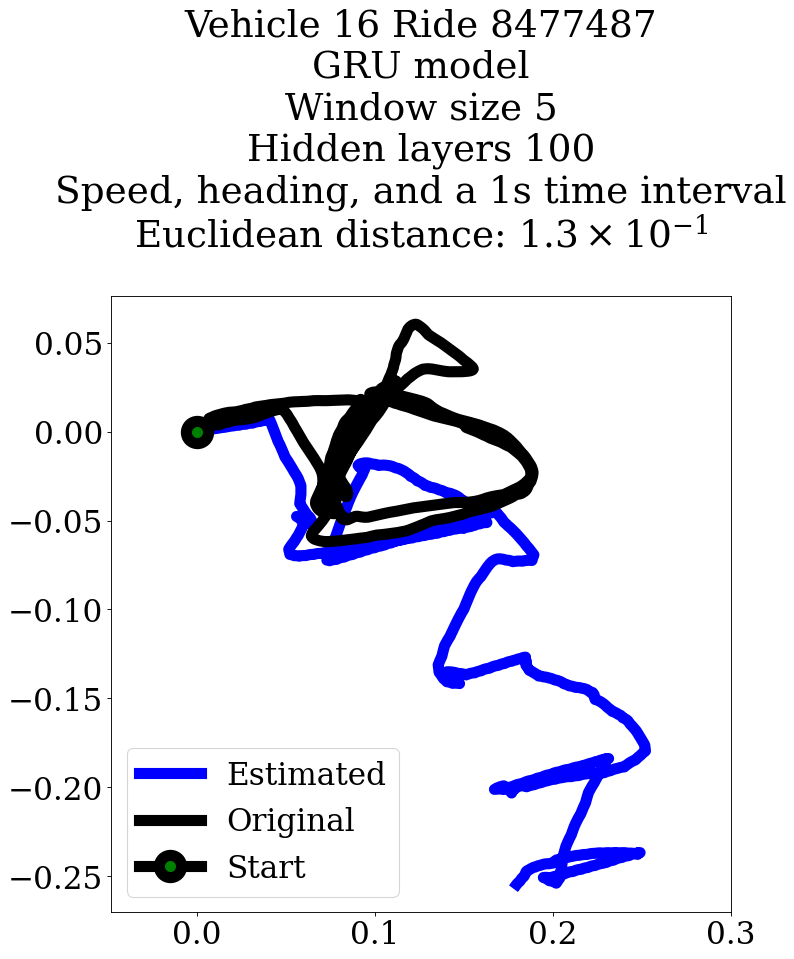 Vehicle 16 Ride 8477487
GRU model
Window size 5
Hidden layers 100
Speed, heading, and a 1s time interval
Euclidean distance: $1.3 \times 10^{-1}$
0.05
0.00
−0.05
−0.10
−0.15
−0.20
−0.25
Estimated
Original
Start
0.0
0.1
0.2
0.3